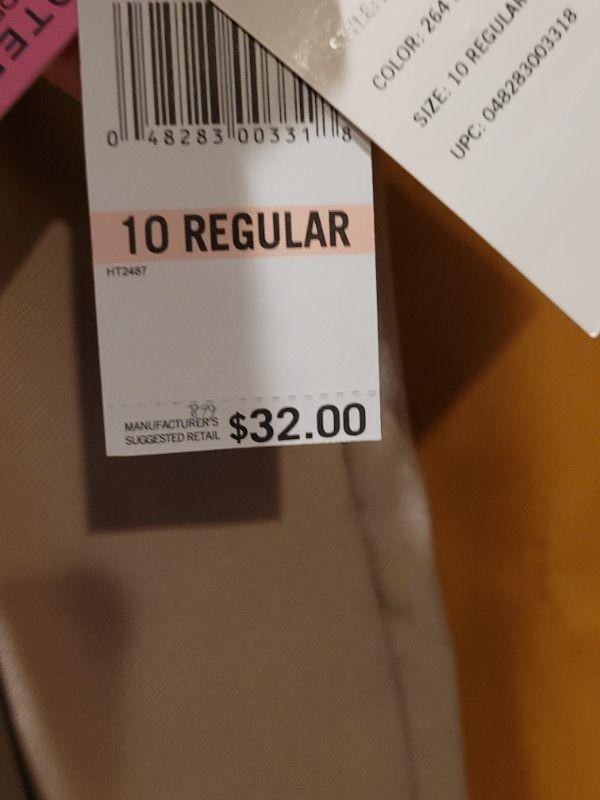 0 48283 00331 8
10 REGULAR
HT2487
899
MANUFACTURER'S
SUGGESTED RETAIL $32.00
COLOR: 264
SIZE: 10 REGULAR
UPC: 048283003318